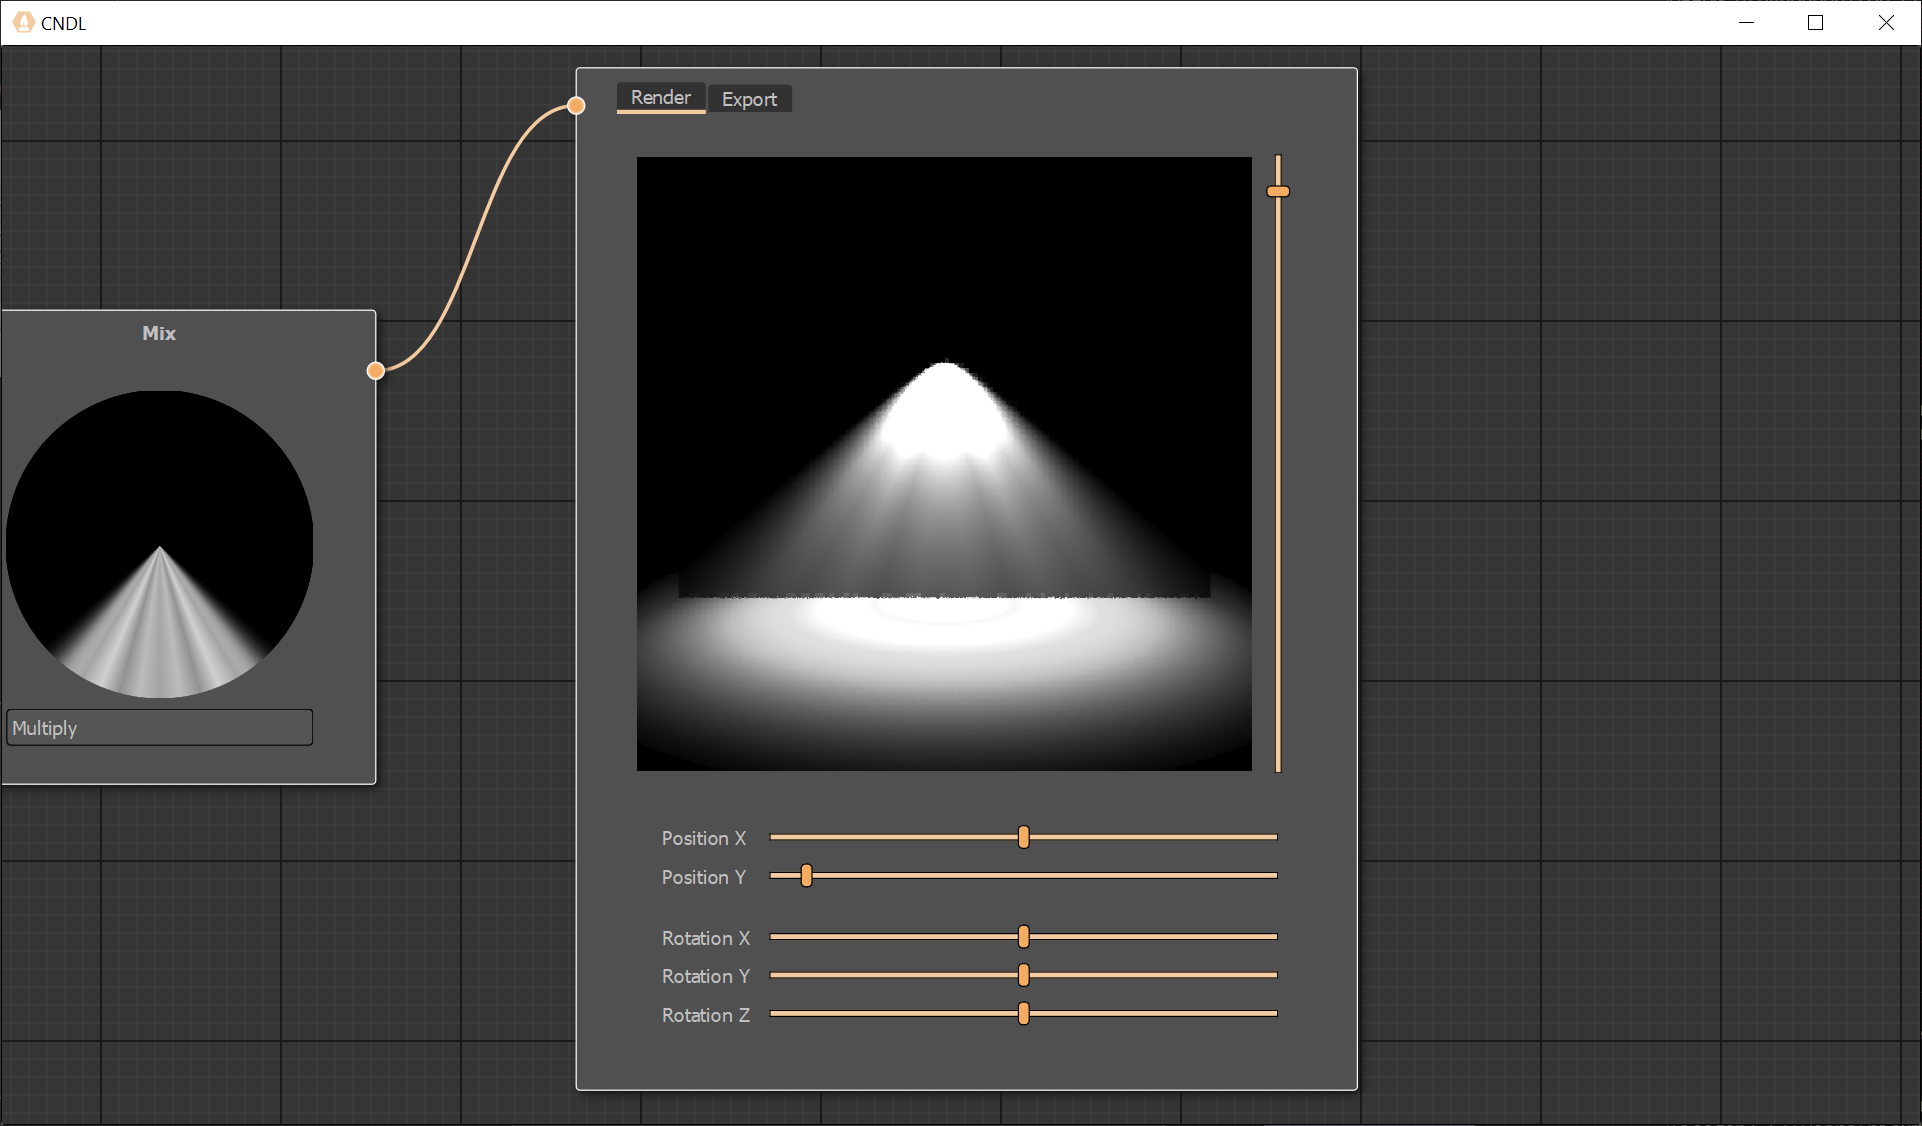 CNDL
Render
Export
Mix
Multiply
Position X
Position Y
Rotation X
Rotation Y
Rotation Z